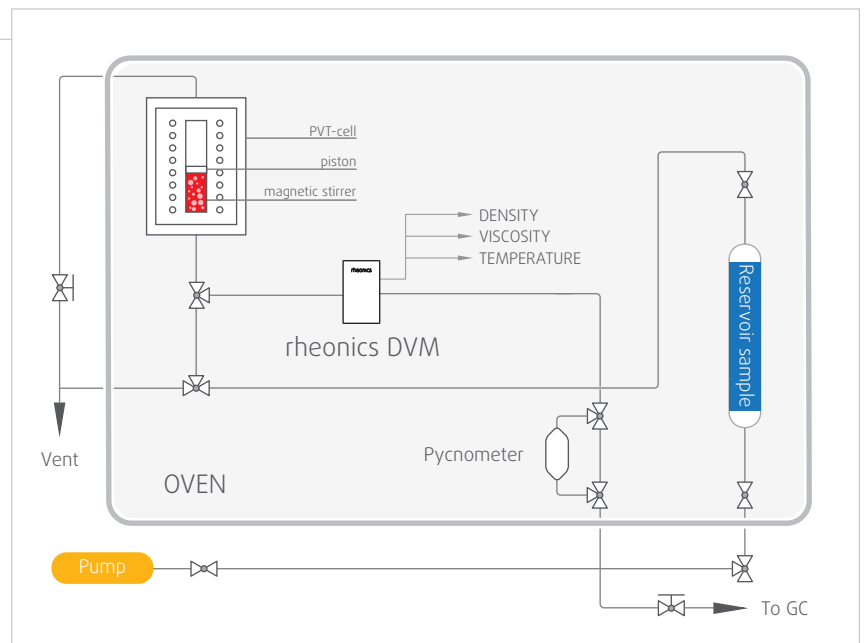 PVT-cell
piston
magnetic stirrer
DENSITY
VISCOSITY
TEMPERATURE
rheonics
rheonics DVM
Reservoir sample
Vent
Pycnometer
OVEN
Pump
To GC